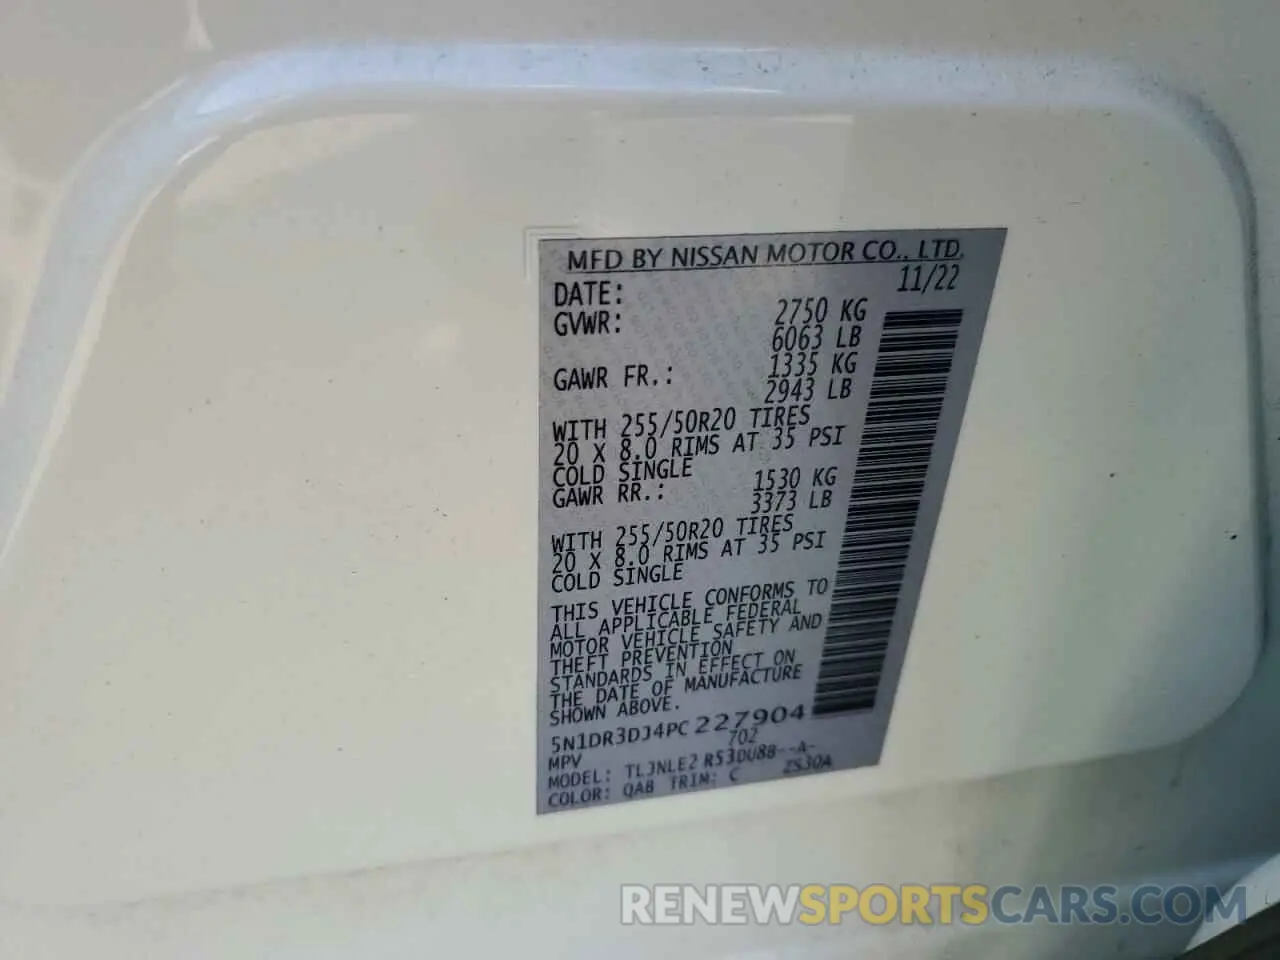 MFD BY NISSAN MOTOR CO., LTD.
DATE: 11/22
GVWR: 2750 KG
6063 LB
GAWR FR.: 1335 KG
2943 LB
WITH 255/50R20 TIRES
20 X 8.0 RIMS AT 35 PSI
COLD SINGLE
GAWR RR.: 1530 KG
3373 LB
WITH 255/50R20 TIRES
20 X 8.0 RIMS AT 35 PSI
COLD SINGLE
THIS VEHICLE CONFORMS TO
ALL APPLICABLE FEDERAL
MOTOR VEHICLE SAFETY AND
THEFT PREVENTION
STANDARDS IN EFFECT ON
THE DATE OF MANUFACTURE
SHOWN ABOVE.
5N1DR3DJ4PC227904
MPV 702
MODEL: TLJNLE2 R53DU8B--A-
COLOR: QAB TRIM: C ZS30A
RENEWSPORTSCARS.COM